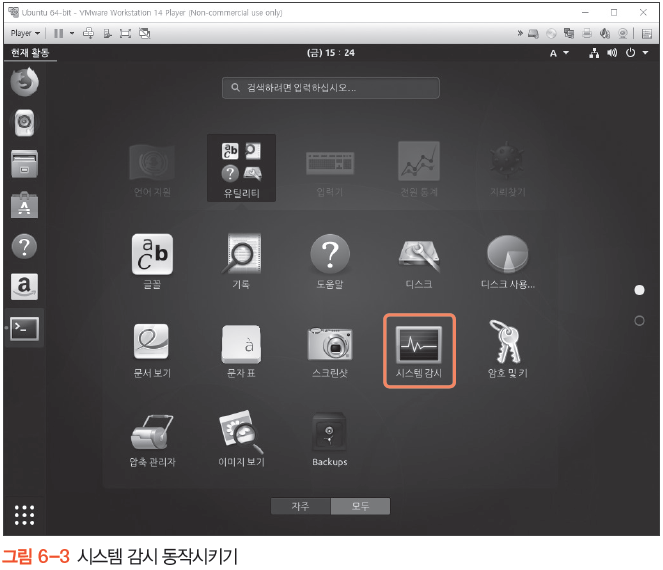 Ubuntu 64-bit - VMware Workstation 14 Player (Non-commercial use only)
Player
현재 활동
(금) 15 : 24
A
검색하려면 입력하십시오...
언어 지원
유틸리티
입력기
전원 통계
지뢰찾기
글꼴
기록
도움말
디스크
디스크 사용...
문서 보기
문자 표
스크린샷
시스템 감시
암호 및 키
압축 관리자
이미지 보기
Backups
자주
모두
그림 6-3 시스템 감시 동작시키기